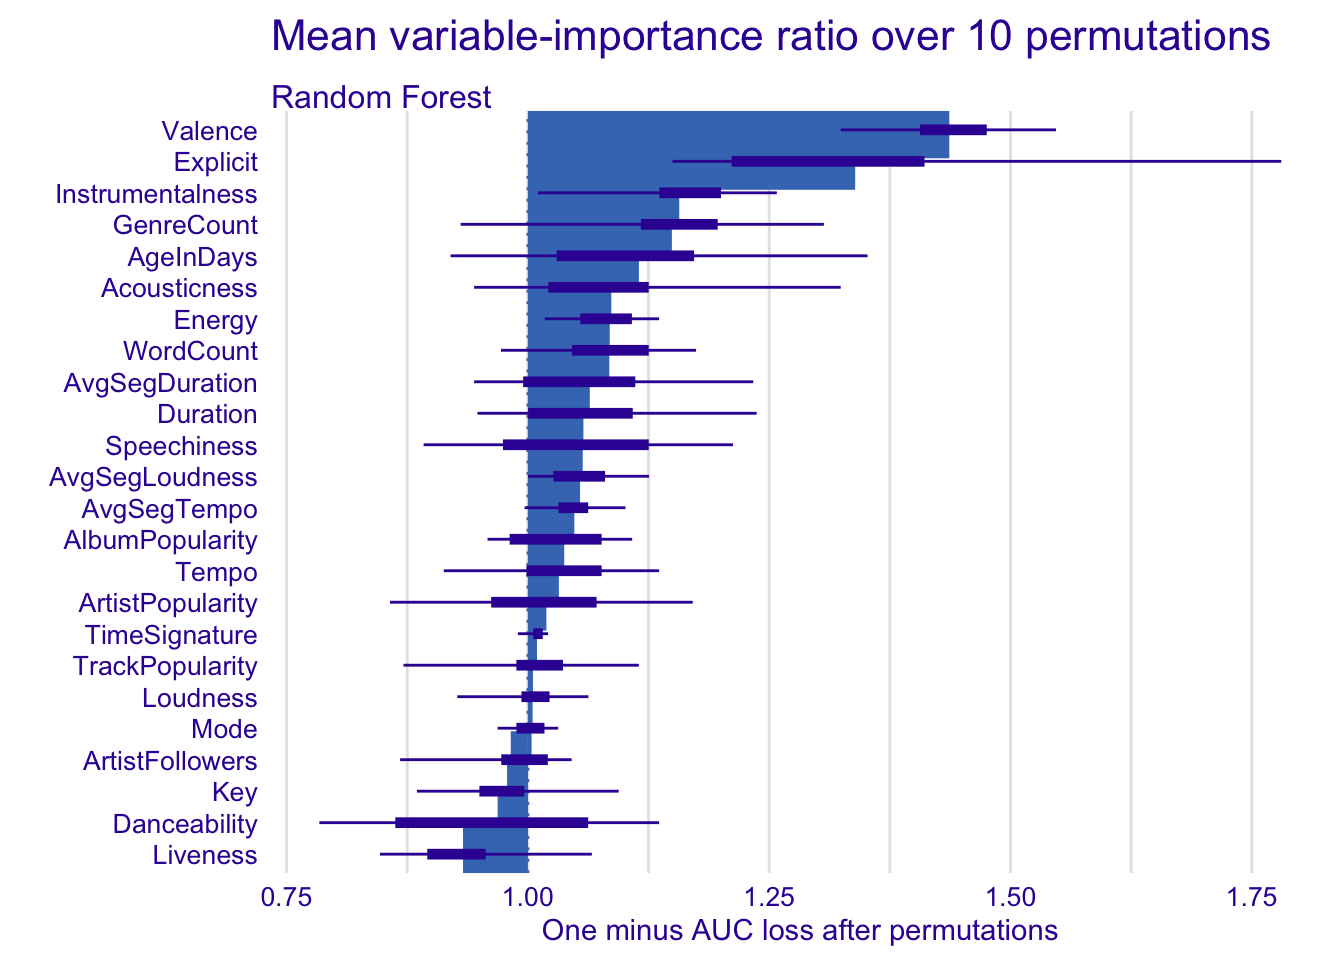 Mean variable-importance ratio over 10 permutations
Random Forest
Valence
Explicit
Instrumentalness
GenreCount
AgeInDays
Acousticness
Energy
WordCount
AvgSegDuration
Duration
Speechiness
AvgSegLoudness
AvgSegTempo
AlbumPopularity
Tempo
ArtistPopularity
TimeSignature
TrackPopularity
Loudness
Mode
ArtistFollowers
Key
Danceability
Liveness
0.75 1.00 1.25 1.50 1.75
One minus AUC loss after permutations